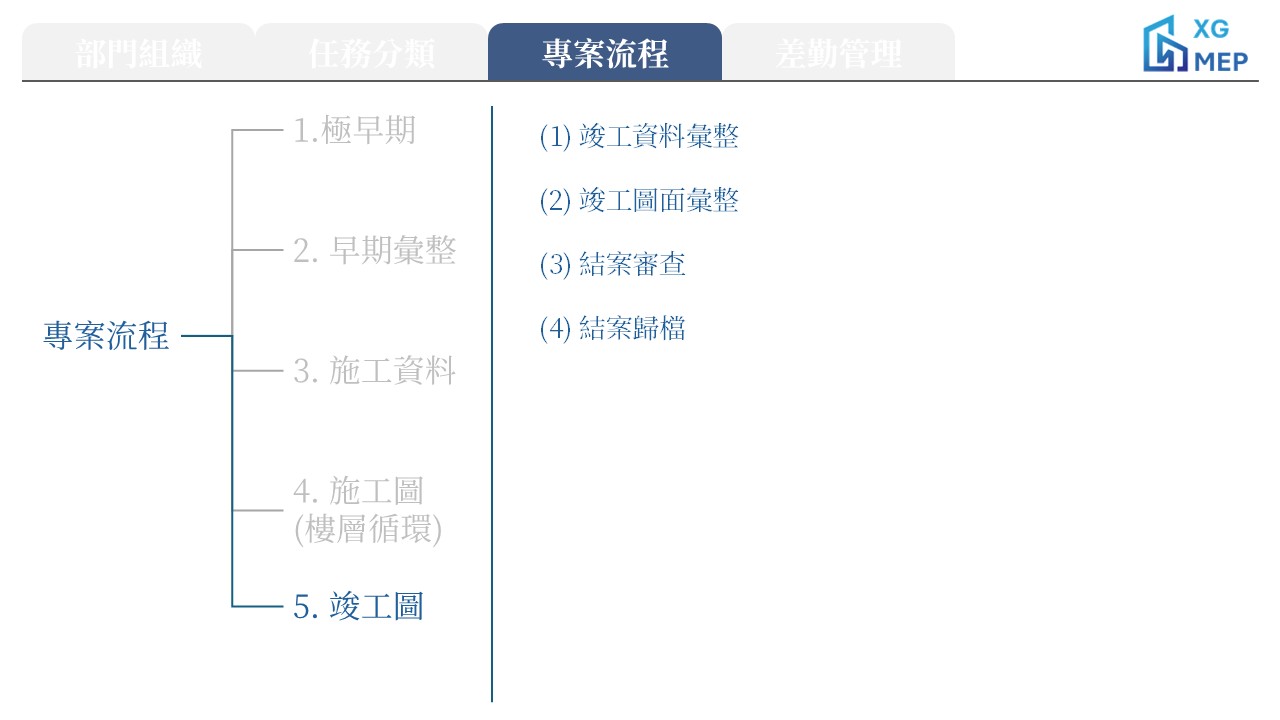 部門組織
任務分類
專案流程
差勤管理
XG
MEP
專案流程
1.極早期
2. 早期彙整
3. 施工資料
4. 施工圖
(樓層循環)
5. 竣工圖
(1) 竣工資料彙整
(2) 竣工圖面彙整
(3) 結案審查
(4) 結案歸檔